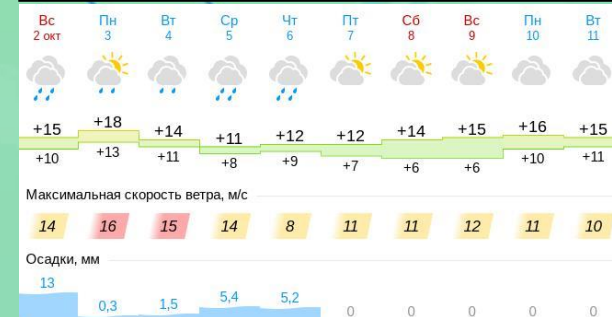 Вс Пн Вт Ср Чт Пт Сб Вс Пн Вт
2 окт 3 4 5 6 7 8 9 10 11
+15 +18 +14 +11 +12 +12 +14 +15 +16 +15
+10 +13 +11 +8 +9 +7 +6 +6 +10 +11
Максимальная скорость ветра, м/с
14 16 15 14 8 11 11 12 11 10
Осадки, мм
13 0,3 1,5 5,4 5,2 0 0 0 0 0